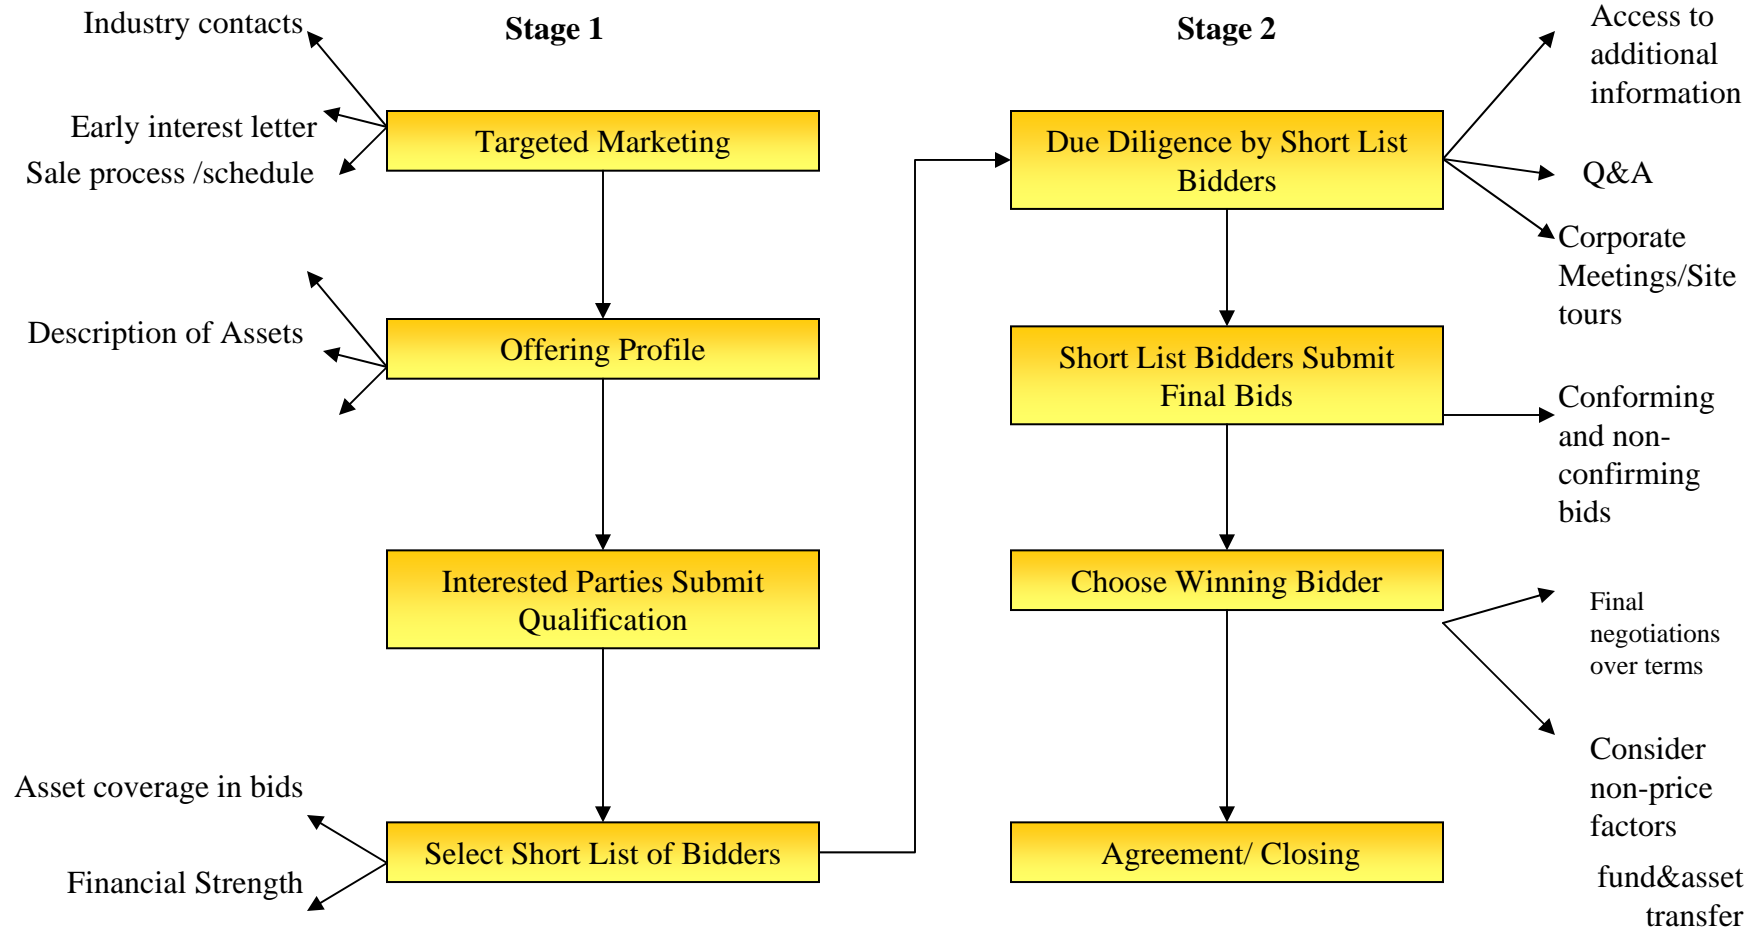 Stage 1
Industry contacts
Early interest letter
Sale process /schedule
Targeted Marketing
Description of Assets
Offering Profile
Interested Parties Submit
Qualification
Asset coverage in bids
Financial Strength
Select Short List of Bidders
Stage 2
Due Diligence by Short List
Bidders
Access to
additional
information
Q&A
Corporate
Meetings/Site
tours
Short List Bidders Submit
Final Bids
Conforming
and non-
confirming
bids
Choose Winning Bidder
Final
negotiations
over terms
Consider
non-price
factors
Agreement/ Closing
fund&asset
transfer